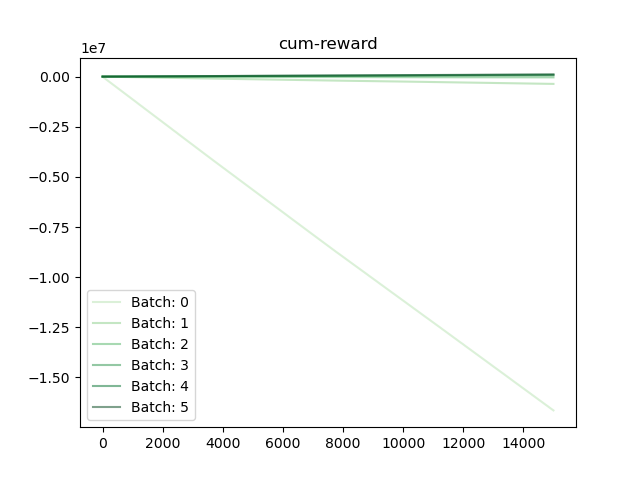 cum-reward
1e7
0.00
−0.25
−0.50
−0.75
−1.00
−1.25
−1.50
Batch: 0
Batch: 1
Batch: 2
Batch: 3
Batch: 4
Batch: 5
0 2000 4000 6000 8000 10000 12000 14000